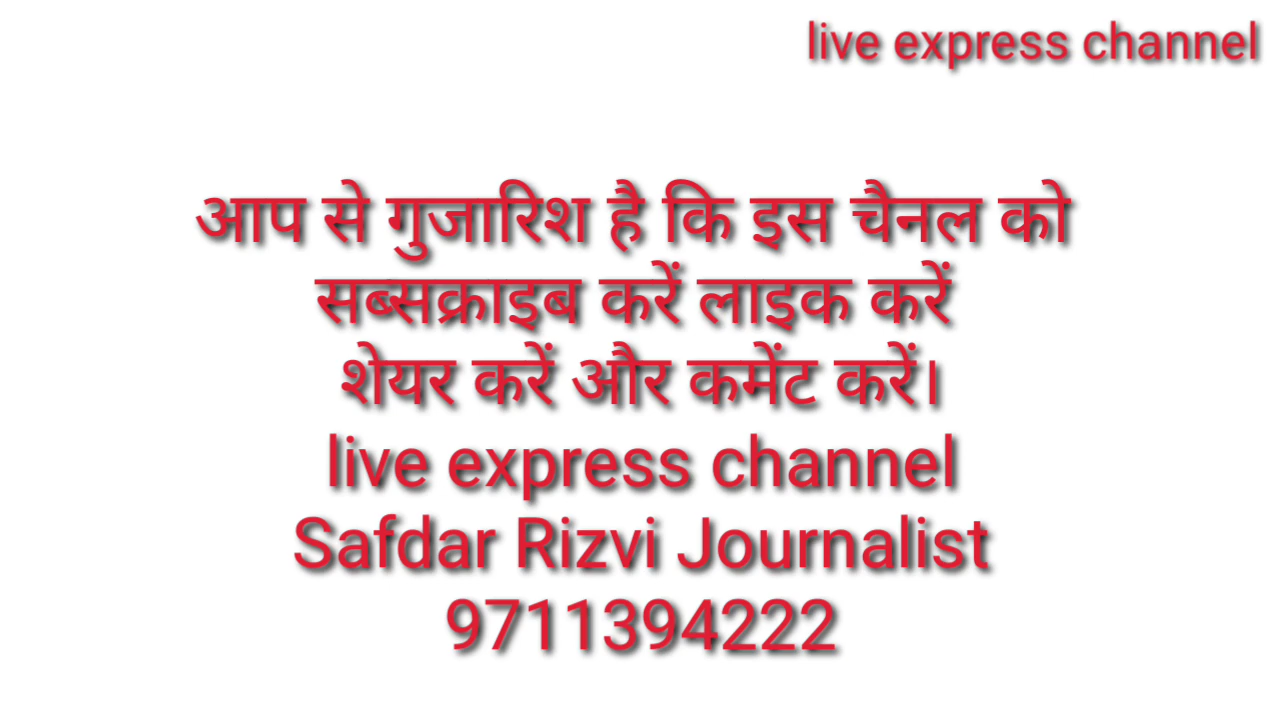 live express channel
आप से गुजारिश है कि इस चैनल को
सब्सक्राइब करें लाइक करें
शेयर करें और कमेंट करें।
live express channel
Safdar Rizvi Journalist
9711394222